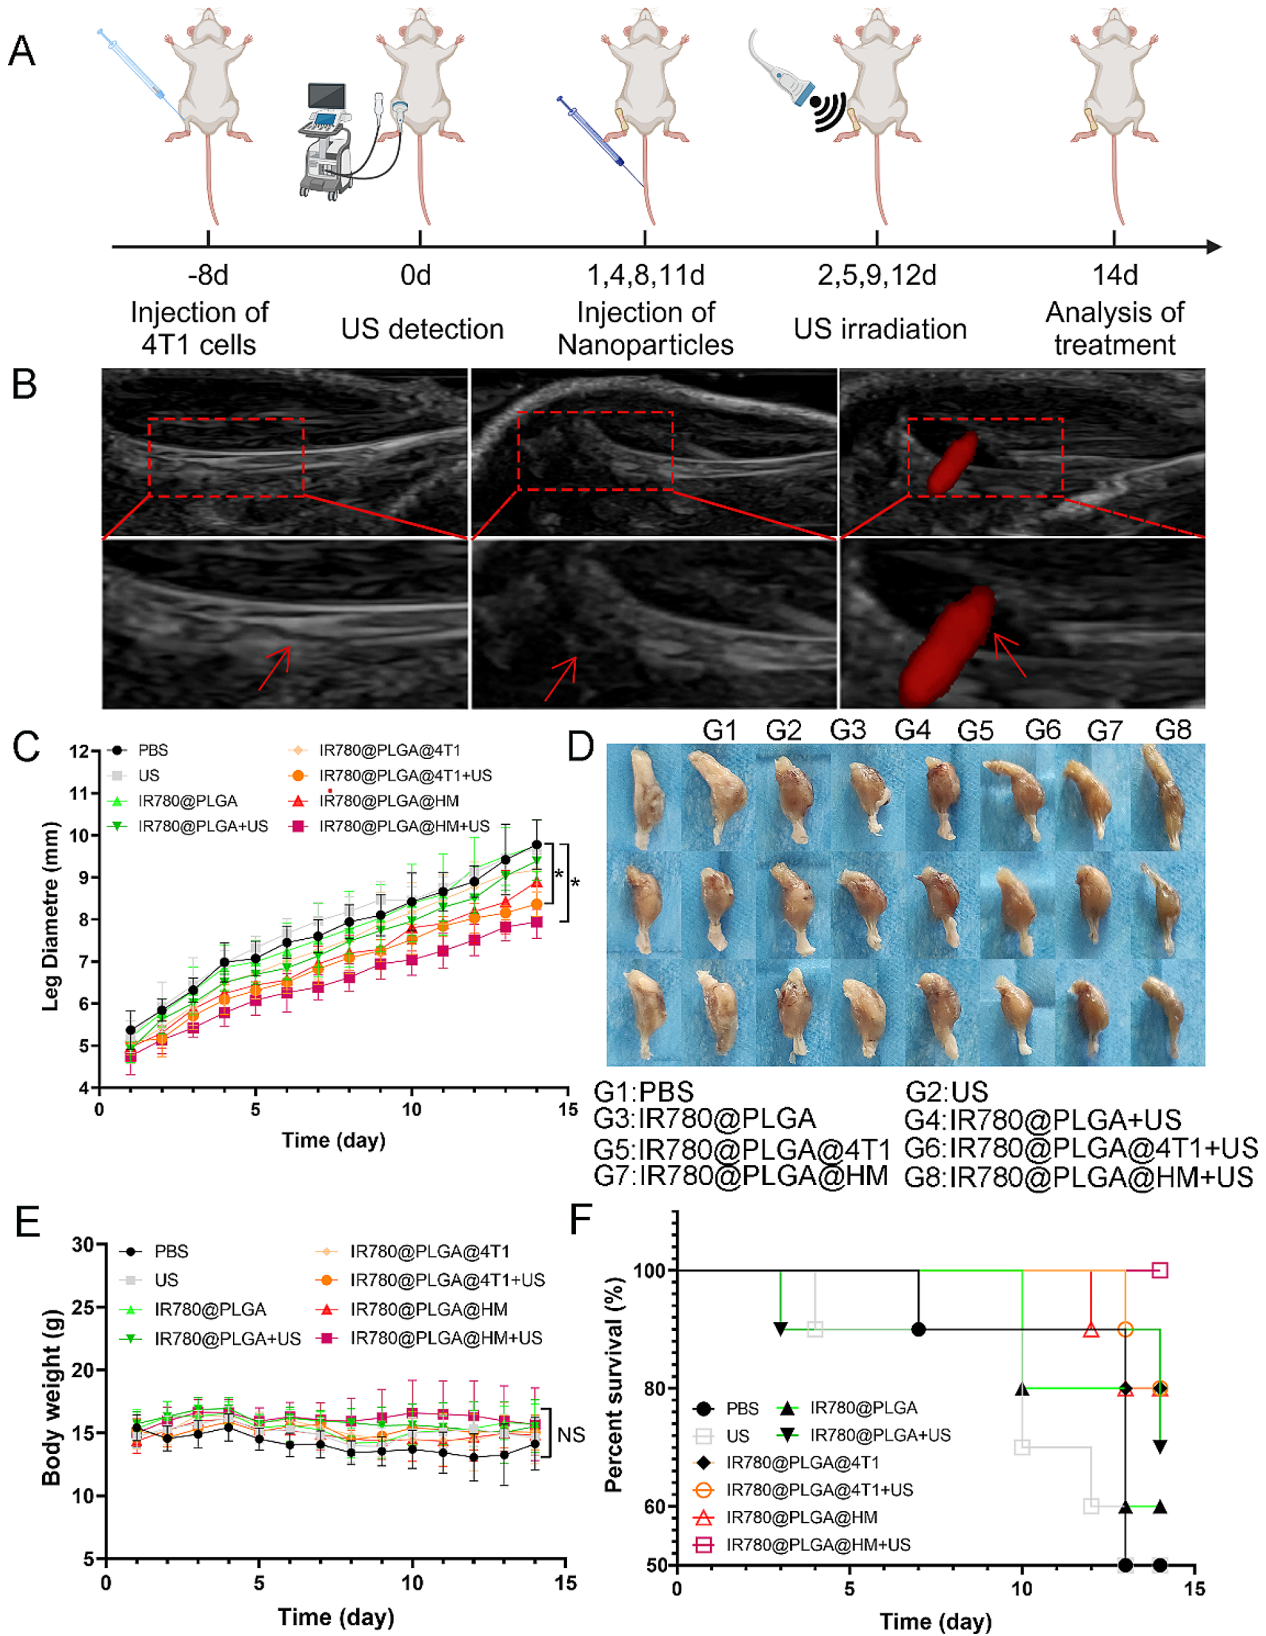 A
-8d
0d
1,4,8,11d
2,5,9,12d
14d
Injection of
4T1 cells
US detection
Injection of
Nanoparticles
US irradiation
Analysis of
treatment
B
C
PBS
US
IR780@PLGA
IR780@PLGA+US
IR780@PLGA@4T1
IR780@PLGA@4T1+US
IR780@PLGA@HM
IR780@PLGA@HM+US
Leg Diametre (mm)
12
11
10
9
8
7
6
5
4
0
5
10
15
Time (day)
*
*
D
G1 G2 G3 G4 G5 G6 G7 G8
G1:PBS
G2:US
G3:IR780@PLGA
G4:IR780@PLGA+US
G5:IR780@PLGA@4T1
G6:IR780@PLGA@4T1+US
G7:IR780@PLGA@HM
G8:IR780@PLGA@HM+US
E
PBS
US
IR780@PLGA
IR780@PLGA+US
IR780@PLGA@4T1
IR780@PLGA@4T1+US
IR780@PLGA@HM
IR780@PLGA@HM+US
Body weight (g)
30
25
20
15
10
5
0
5
10
15
Time (day)
NS
F
Percent survival (%)
100
80
60
50
PBS
US
IR780@PLGA
IR780@PLGA+US
IR780@PLGA@4T1
IR780@PLGA@4T1+US
IR780@PLGA@HM
IR780@PLGA@HM+US
0
5
10
15
Time (day)